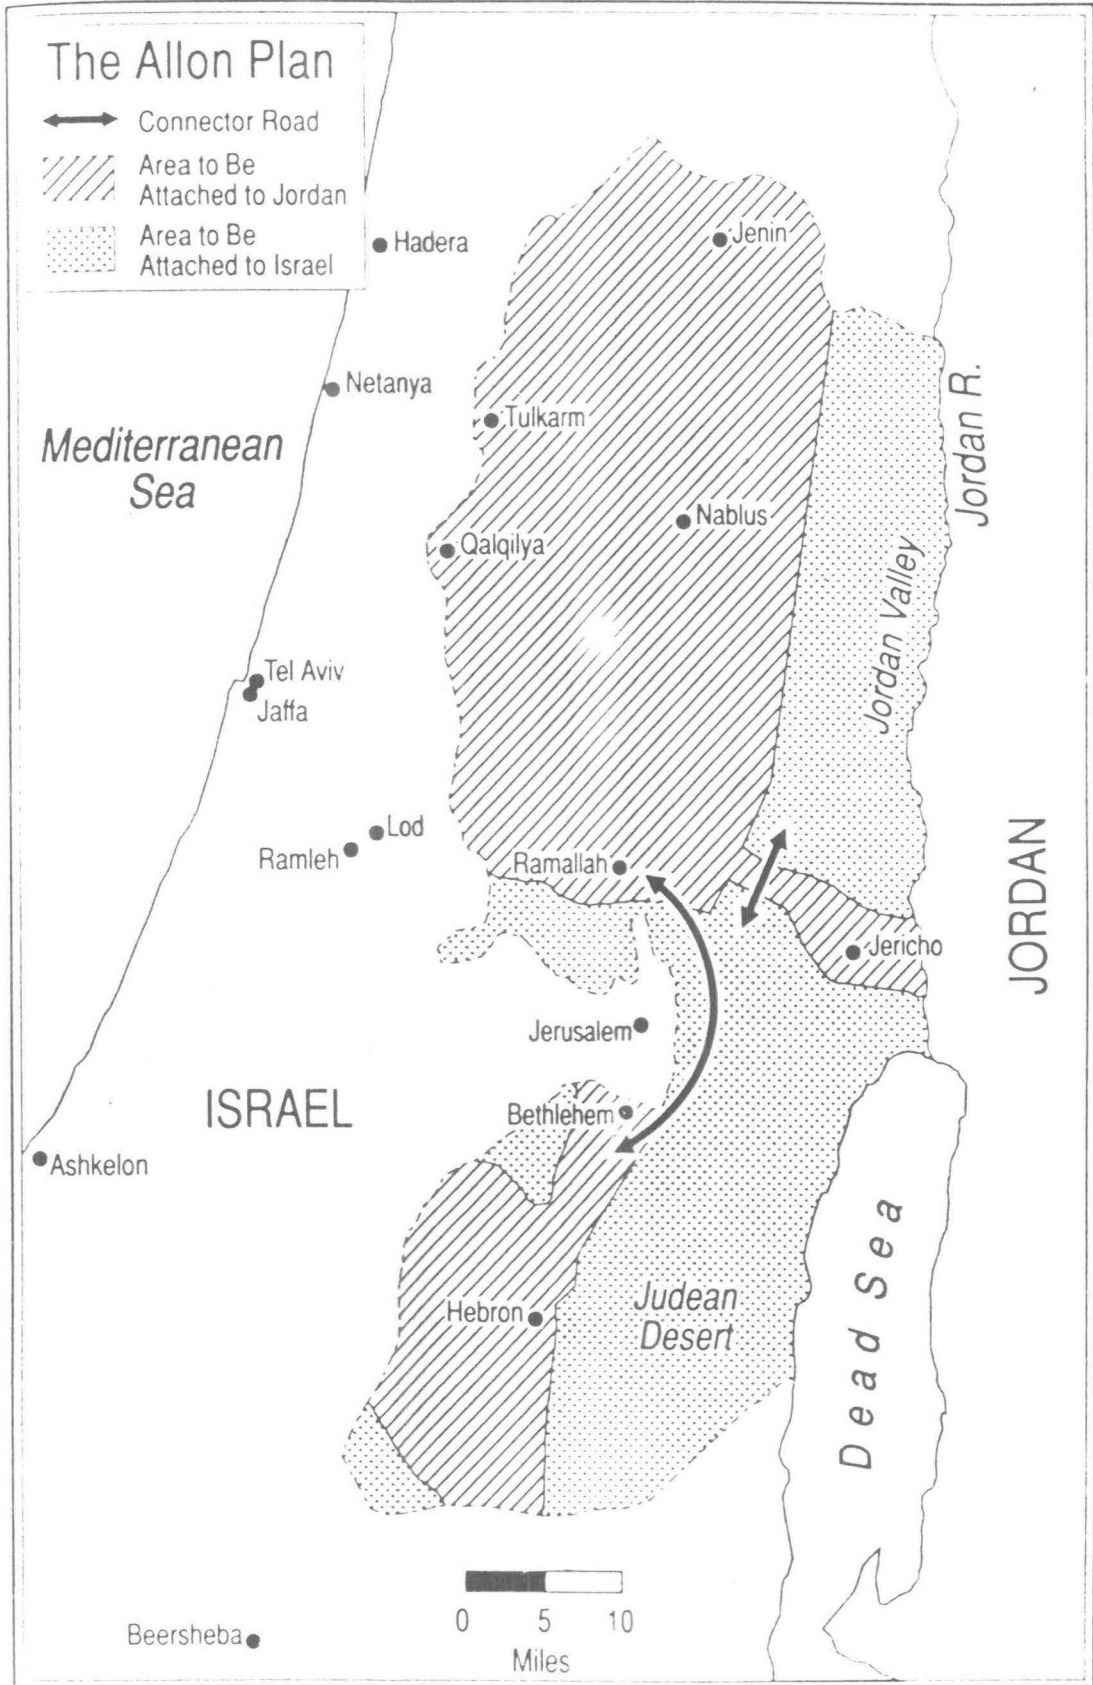 The Allon Plan
Connector Road
Area to Be
Attached to Jordan
Area to Be
Attached to Israel
Hadera
Jenin
Netanya
Tulkarm
Jordan R.
Mediterranean
Sea
Nablus
Qalqilya
Jordan Valley
Tel Aviv
Jaffa
Lod
Ramleh
Ramallah
JORDAN
Jericho
Jerusalem
ISRAEL
Bethlehem
Ashkelon
Dead Sea
Judean
Desert
Hebron
0 5 10
Miles
Beersheba